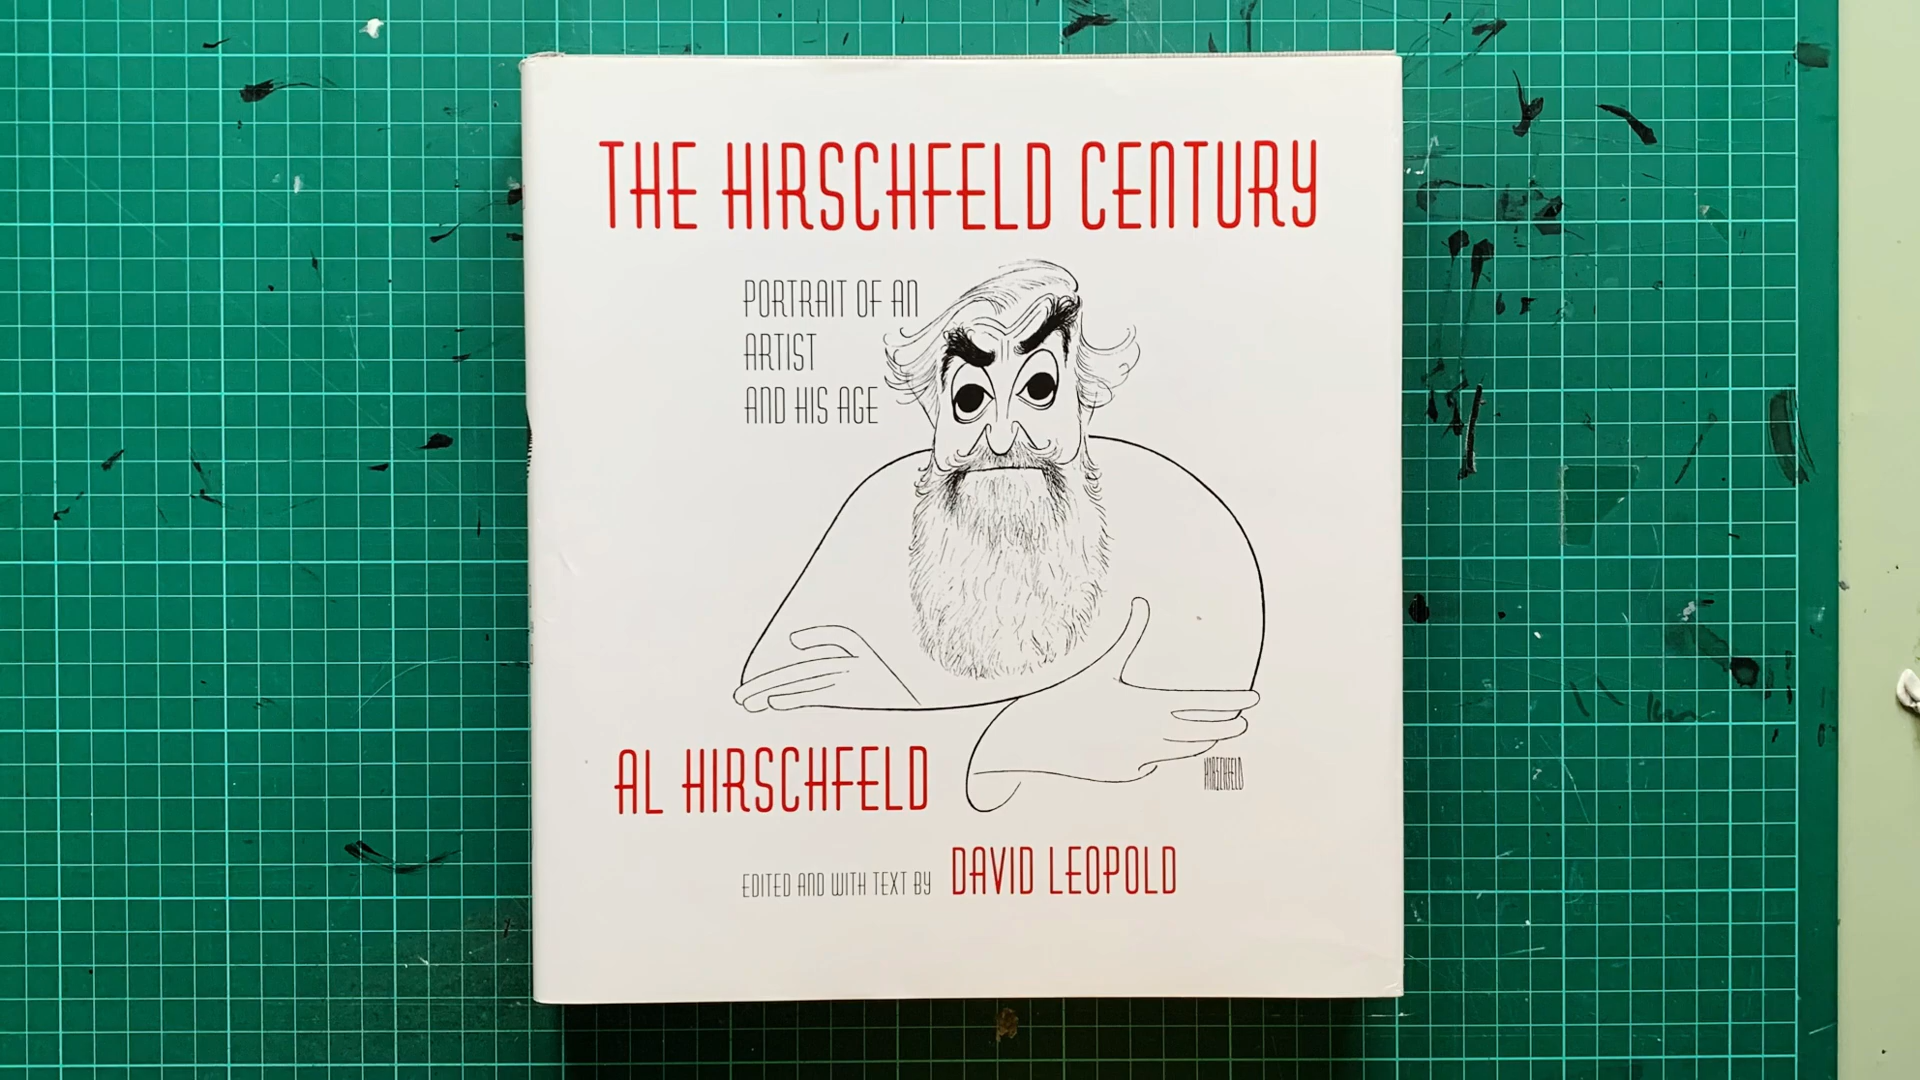 THE HIRSCHFELD CENTURY
PORTRAIT OF AN
ARTIST
AND HIS AGE
AL HIRSCHFELD
HIRSCHFELD
EDITED AND WITH TEXT BY DAVID LEOPOLD